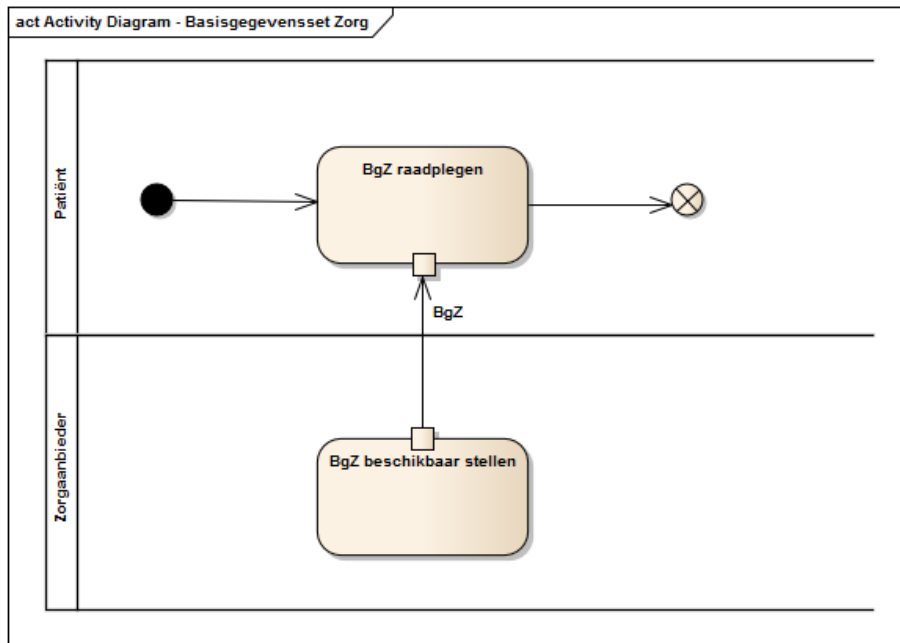 act Activity Diagram - Basisgegevensset Zorg
Patiënt
BgZ raadplegen
BgZ
Zorgaanbieder
BgZ beschikbaar stellen